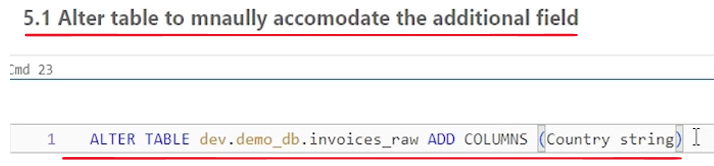 5.1 Alter table to mnaully accomodate the additional field
Cmd 23
1 ALTER TABLE dev.demo_db.invoices_raw ADD COLUMNS (Country string)